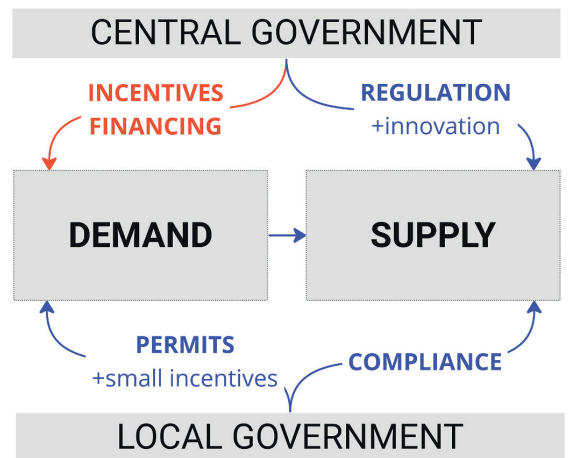 CENTRAL GOVERNMENT
INCENTIVES
FINANCING
REGULATION
+innovation
DEMAND
SUPPLY
PERMITS
+small incentives
COMPLIANCE
LOCAL GOVERNMENT